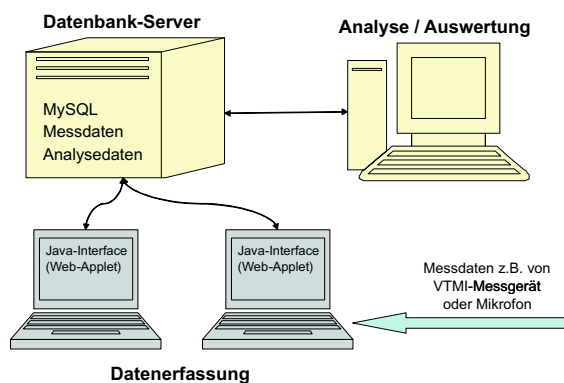 Datenbank-Server
Analyse / Auswertung
MySQL
Messdaten
Analysedaten
Java-Interface
(Web-Applet)
Java-Interface
(Web-Applet)
Messdaten z.B. von
VTMI-Messgerät
oder Mikrofon
Datenerfassung